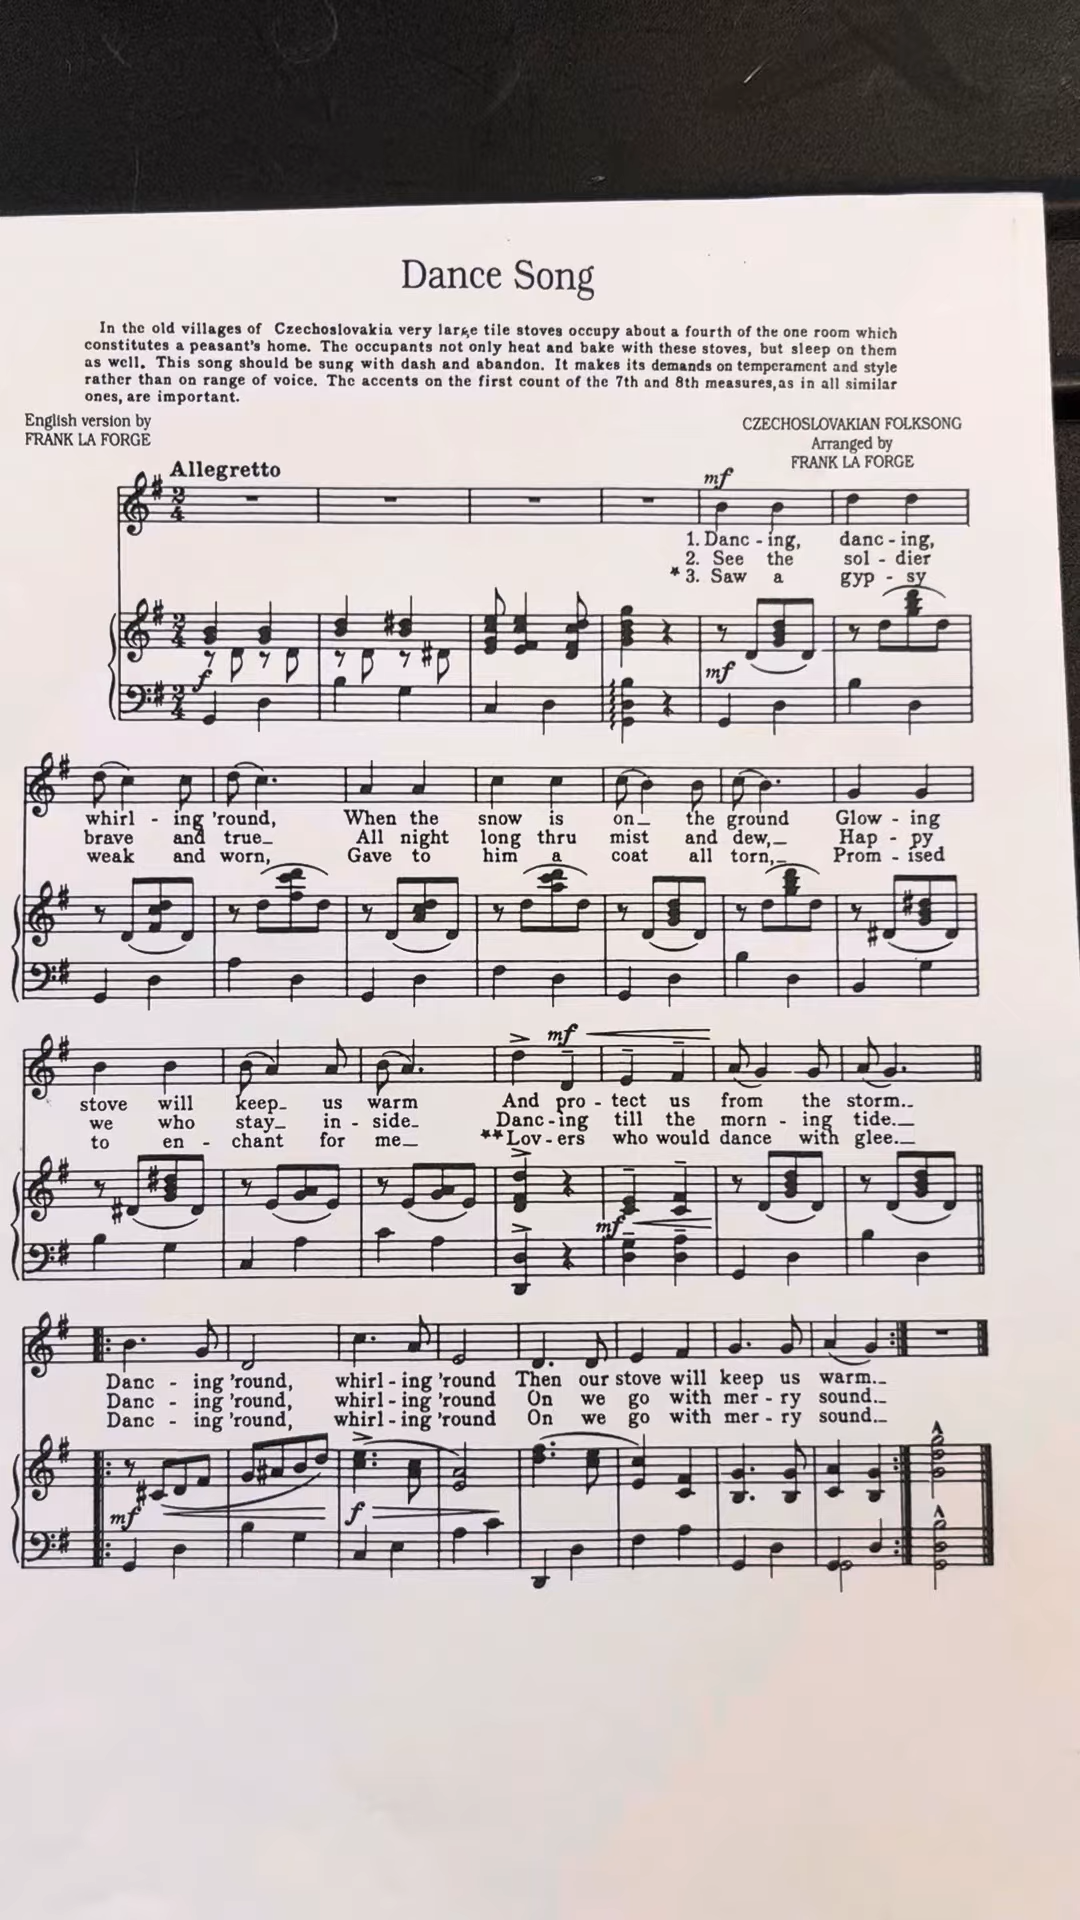 Dance Song
In the old villages of Czechoslovakia very large tile stoves occupy about a fourth of the one room which
constitutes a peasant's home. The occupants not only heat and bake with these stoves, but sleep on them
as well. This song should be sung with dash and abandon. It makes its demands on temperament and style
rather than on range of voice. The accents on the first count of the 7th and 8th measures, as in all similar
ones, are important.
English version by
FRANK LA FORGE
CZECHOSLOVAKIAN FOLKSONG
Arranged by
FRANK LA FORGE
Allegretto
mf
2 4
1. Danc - ing, danc - ing,
2. See the sol - dier
* 3. Saw a gyp - sy
2 4
f mf
2 4
whirl - ing 'round, When the snow is on_ the ground Glow - ing
brave and true_ All night long thru mist and dew,_ Hap - py
weak and worn, Gave to him a coat all torn,_ Prom - ised
mf
stove will keep_ us warm And pro - tect us from the storm._
we who stay_ in - side_ Danc - ing till the morn - ing tide._
to en - chant for me_ **Lov - ers who would dance with glee._
mf
Danc - ing 'round, whirl - ing 'round Then our stove will keep us warm._
Danc - ing 'round, whirl - ing 'round On we go with mer - ry sound._
Danc - ing 'round, whirl - ing 'round On we go with mer - ry sound._
mf f